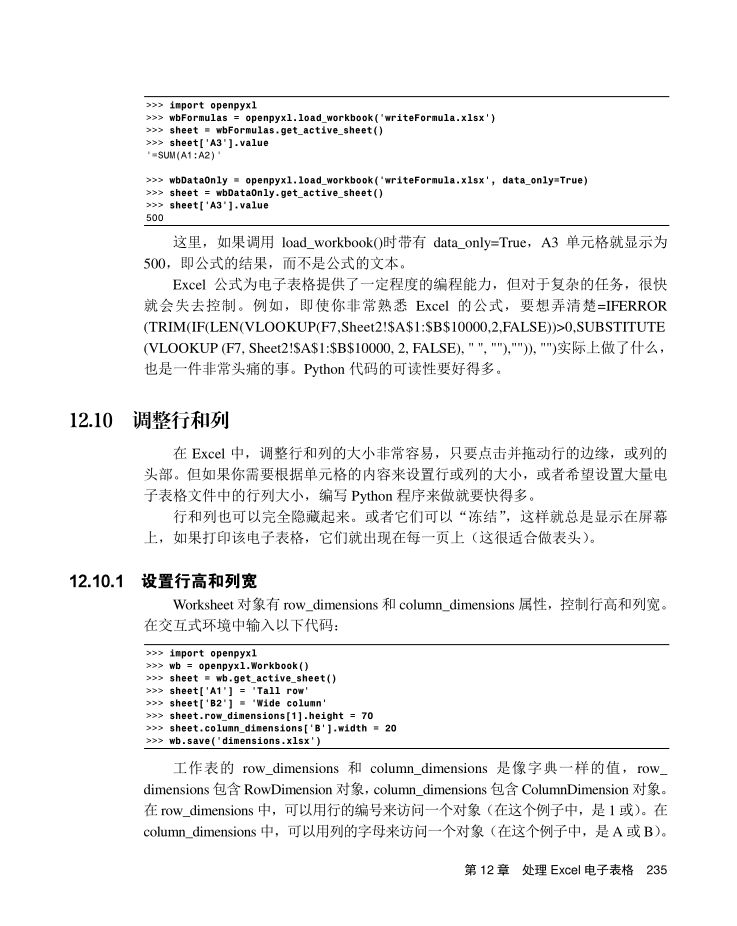 >>> import openpyxl
>>> wbFormulas = openpyxl.load_workbook('writeFormula.xlsx')
>>> sheet = wbFormulas.get_active_sheet()
>>> sheet['A3'].value
'=SUM(A1:A2)'
>>> wbDataOnly = openpyxl.load_workbook('writeFormula.xlsx', data_only=True)
>>> sheet = wbDataOnly.get_active_sheet()
>>> sheet['A3'].value
500
这里，如果调用 load_workbook()时带有 data_only=True，A3 单元格就显示为
500，即公式的结果，而不是公式的文本。
Excel 公式为电子表格提供了一定程度的编程能力，但对于复杂的任务，很快
就会失去控制。例如，即使你非常熟悉 Excel 的公式，要想弄清楚=IFERROR
(TRIM(IF(LEN(VLOOKUP(F7,Sheet2!$A$1:$B$10000,2,FALSE))>0,SUBSTITUTE
(VLOOKUP (F7, Sheet2!$A$1:$B$10000, 2, FALSE), " ", ""),"")), "")实际上做了什么，
也是一件非常头痛的事。Python 代码的可读性要好得多。
12.10 调整行和列
在 Excel 中，调整行和列的大小非常容易，只要点击并拖动行的边缘，或列的
头部。但如果你需要根据单元格的内容来设置行或列的大小，或者希望设置大量电
子表格文件中的行列大小，编写 Python 程序来做就要快得多。
行和列也可以完全隐藏起来。或者它们可以“冻结”，这样就总是显示在屏幕
上，如果打印该电子表格，它们就出现在每一页上（这很适合做表头）。
12.10.1 设置行高和列宽
Worksheet 对象有 row_dimensions 和 column_dimensions 属性，控制行高和列宽。
在交互式环境中输入以下代码：
>>> import openpyxl
>>> wb = openpyxl.Workbook()
>>> sheet = wb.get_active_sheet()
>>> sheet['A1'] = 'Tall row'
>>> sheet['B2'] = 'Wide column'
>>> sheet.row_dimensions[1].height = 70
>>> sheet.column_dimensions['B'].width = 20
>>> wb.save('dimensions.xlsx')
工作表的 row_dimensions 和 column_dimensions 是像字典一样的值，row_
dimensions 包含 RowDimension 对象，column_dimensions 包含 ColumnDimension 对象。
在 row_dimensions 中，可以用行的编号来访问一个对象（在这个例子中，是 1 或）。在
column_dimensions 中，可以用列的字母来访问一个对象（在这个例子中，是 A 或 B）。
第 12 章 处理 Excel 电子表格 235